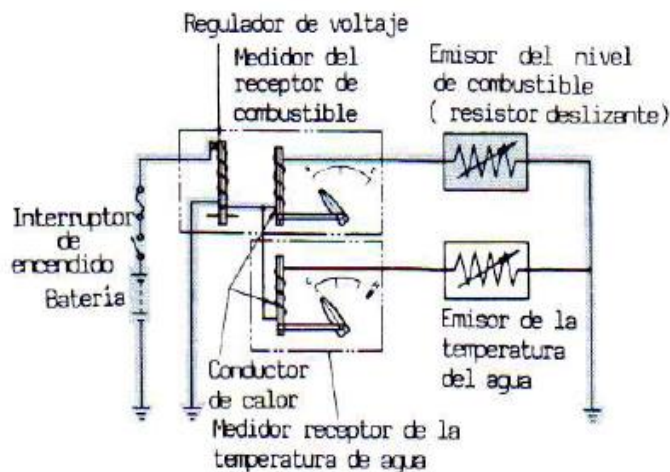 Regulador de voltaje
Medidor del
receptor de
combustible
Emisor del nivel
de combustible
( resistor deslizante)
Interruptor
de
encendido
Batería
Conductor
de calor
Medidor receptor de la
temperatura de agua
Emisor de la
temperatura
del agua